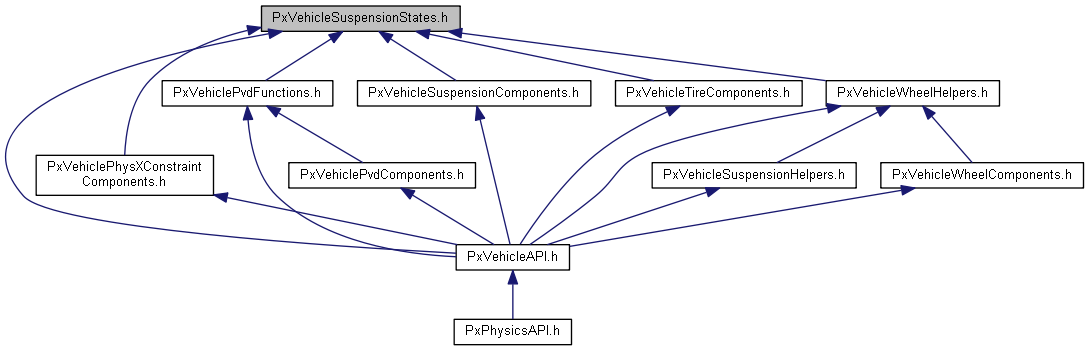 PxVehicleSuspensionStates.h
PxVehiclePvdFunctions.h
PxVehicleSuspensionComponents.h
PxVehicleTireComponents.h
PxVehicleWheelHelpers.h
PxVehiclePhysXConstraint
Components.h
PxVehiclePvdComponents.h
PxVehicleSuspensionHelpers.h
PxVehicleWheelComponents.h
PxVehicleAPI.h
PxPhysicsAPI.h